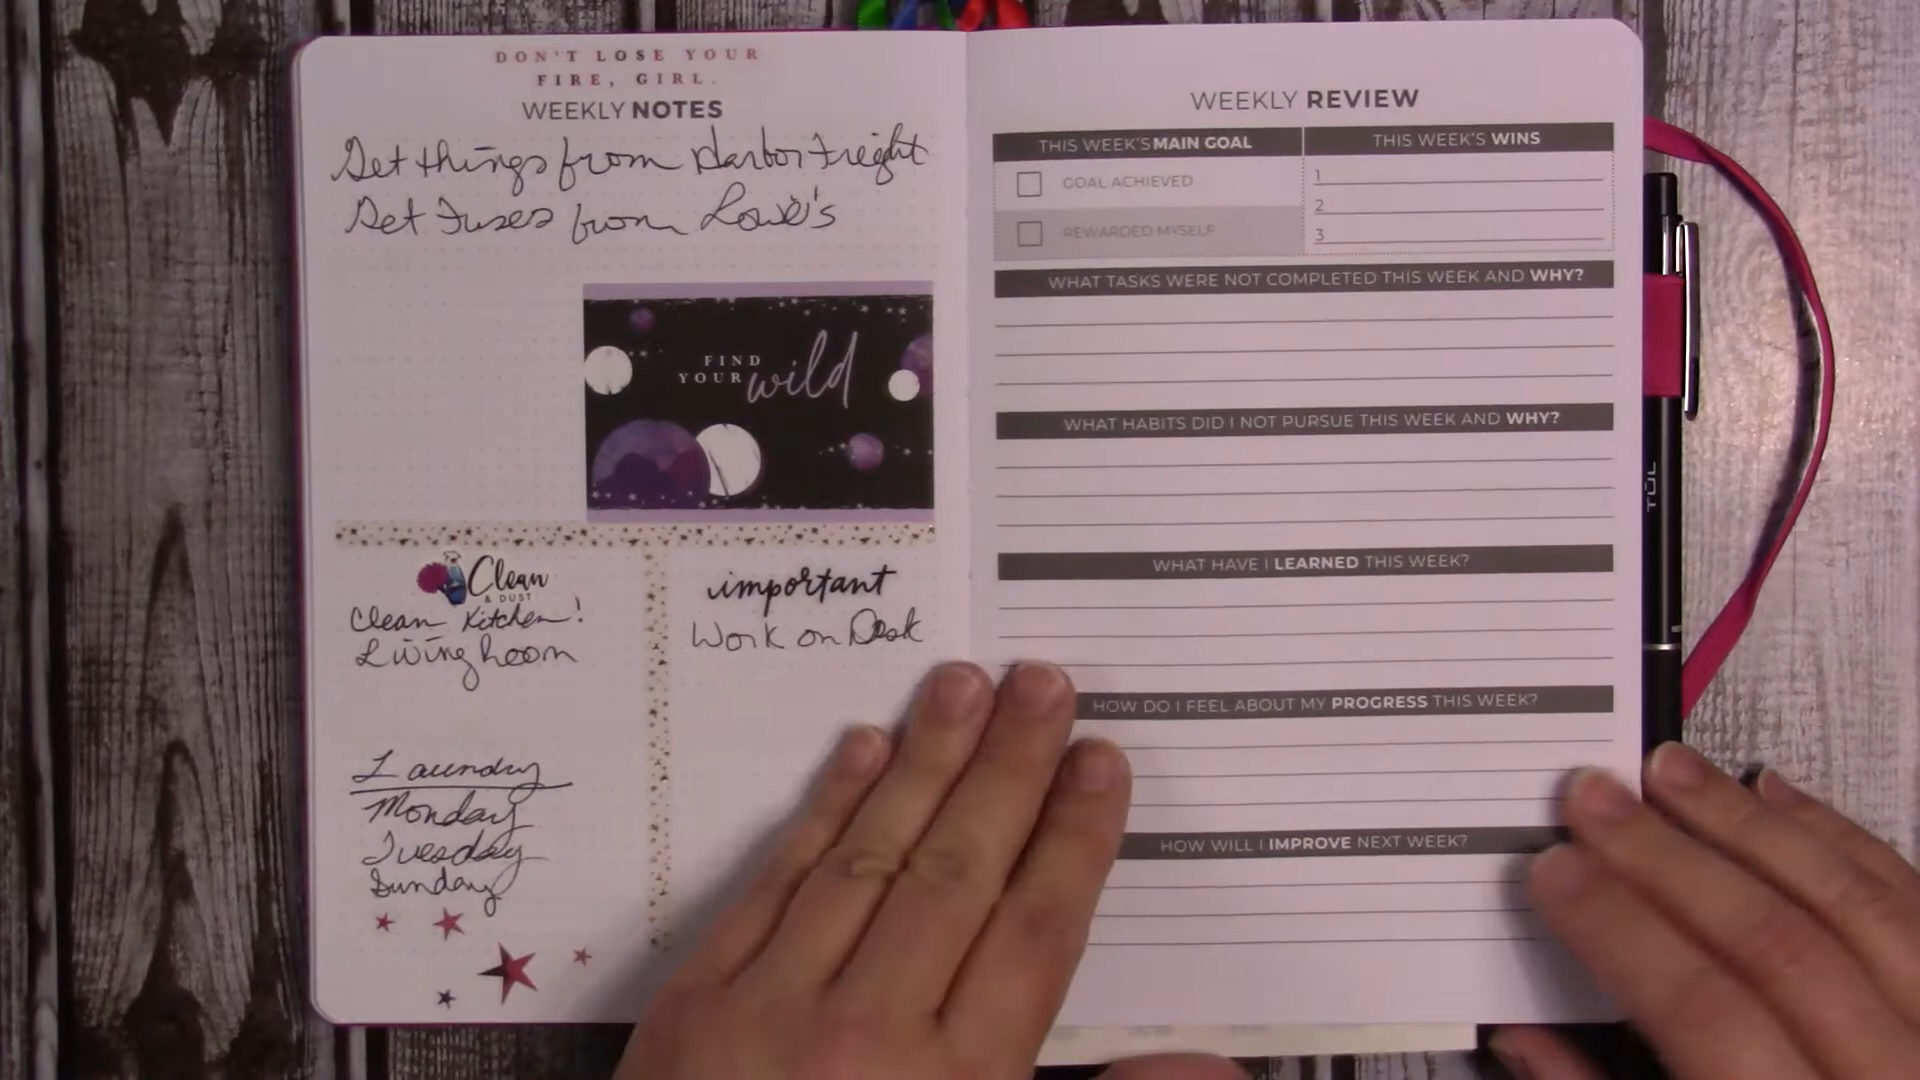 DON'T LOSE YOUR
FIRE, GIRL.
WEEKLY NOTES
Get things from Harbor Freight
Get Fuses from Lowe's
FIND
YOUR wild
Clean
& DUST
Clean Kitchen!
Living Room
Laundry
Monday
Tuesday
Sunday
important
Work on Desk
WEEKLY REVIEW
THIS WEEK'S MAIN GOAL
GOAL ACHIEVED
REWARDED MYSELF
THIS WEEK'S WINS
1
2
3
WHAT TASKS WERE NOT COMPLETED THIS WEEK AND WHY?
WHAT HABITS DID I NOT PURSUE THIS WEEK AND WHY?
WHAT HAVE I LEARNED THIS WEEK?
HOW DO I FEEL ABOUT MY PROGRESS THIS WEEK?
HOW WILL I IMPROVE NEXT WEEK?
TUL